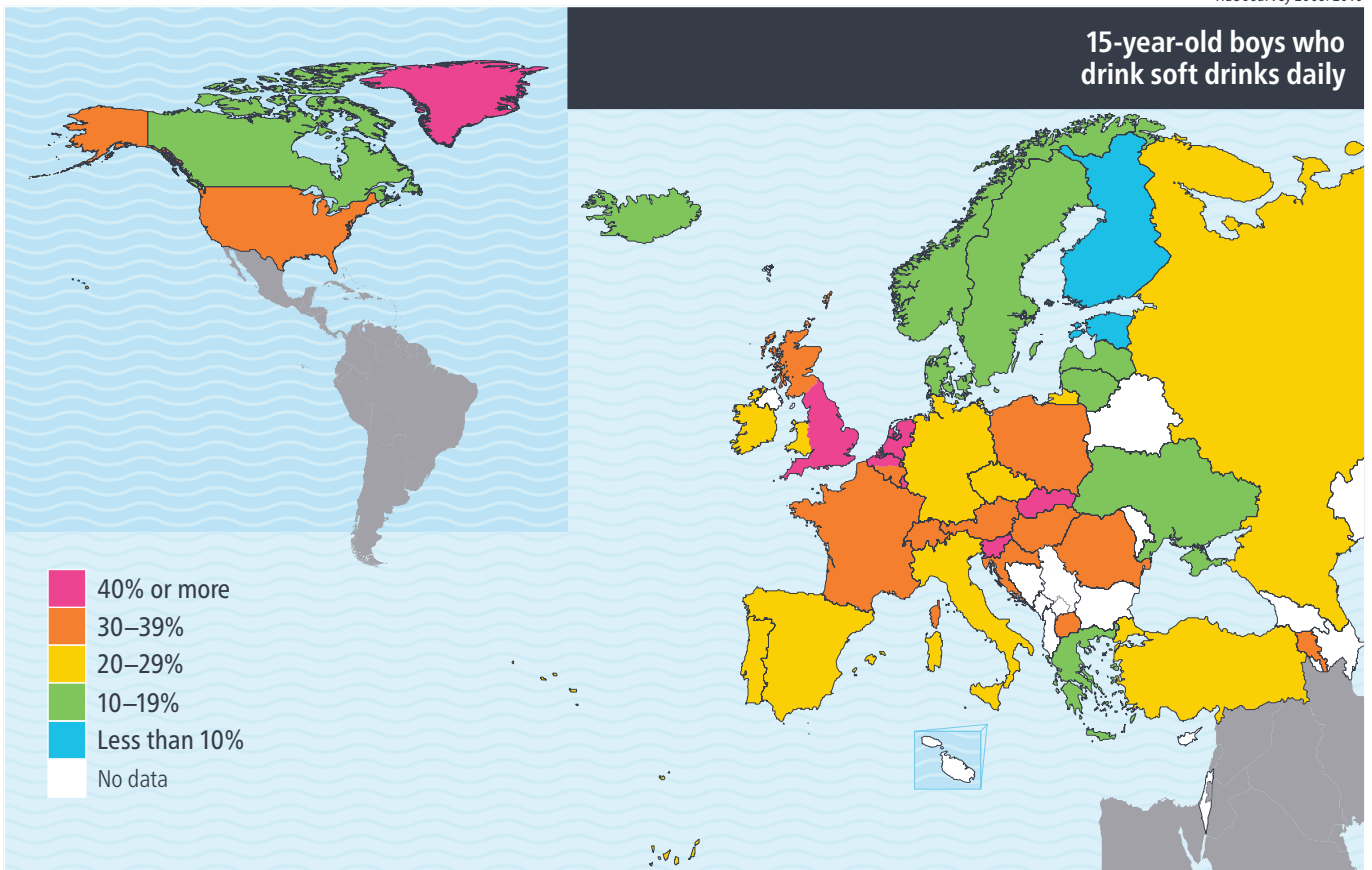 15-year-old boys who
drink soft drinks daily
40% or more
30–39%
20–29%
10–19%
Less than 10%
No data